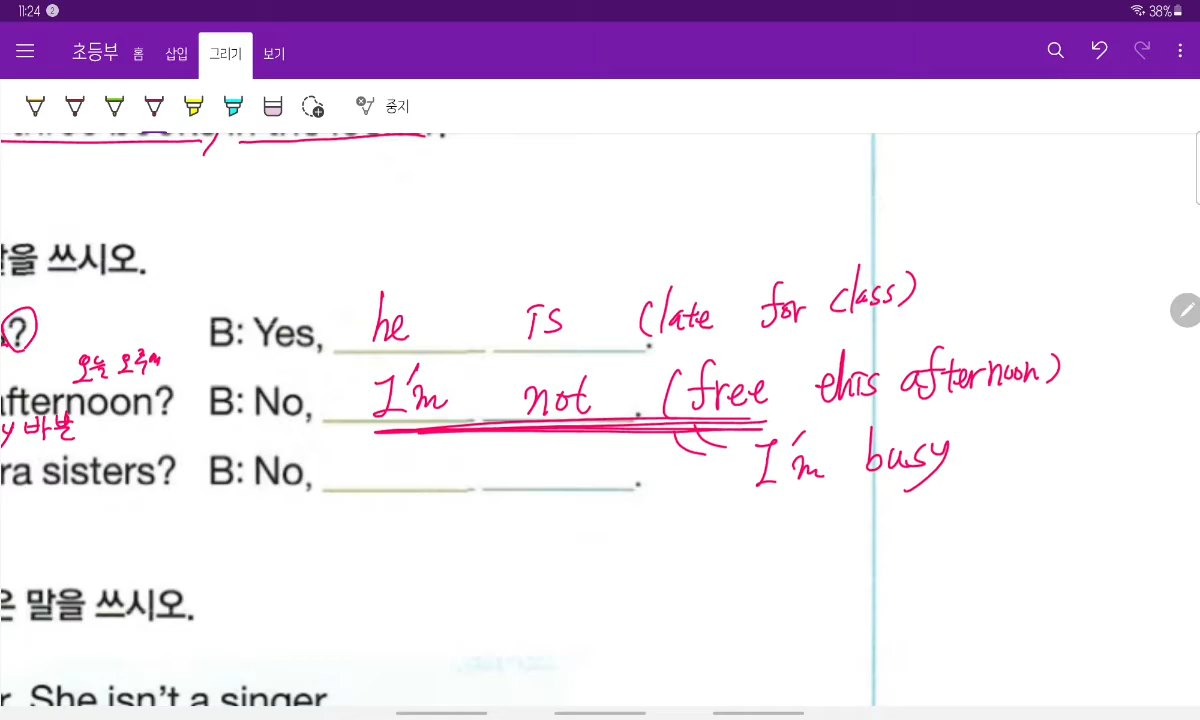 11:24 2 38%
초등부 홈 삽입 그리기 보기
중지
을 쓰시오.
? B: Yes, he is (late for class)
오늘 오후에
afternoon? B: No, I'm not. (free this afternoon)
y 바쁜
I'm busy
ra sisters? B: No, .
은 말을 쓰시오.
r. She isn't a singer